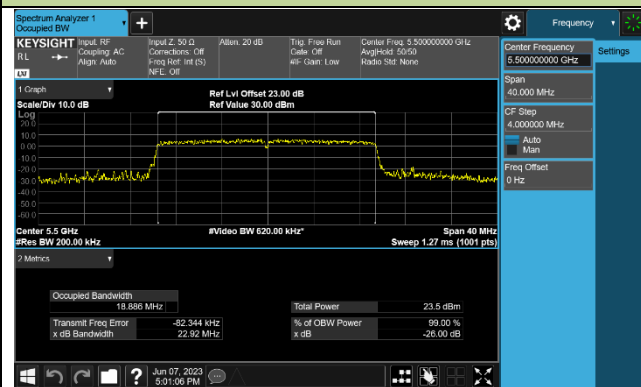 Spectrum Analyzer 1
Occupied BW
Frequency
KEYSIGHT
RL
LXI
Input: RF
Coupling: AC
Align: Auto
Input Z: 50 Ω
Corrections: Off
Freq Ref: Int (S)
NFE: Off
Atten: 20 dB
Trig: Free Run
Gate: Off
#IF Gain: Low
Center Freq: 5.500000000 GHz
Avg|Hold: 50/50
Radio Std: None
1 Graph
Scale/Div 10.0 dB
Ref Lvl Offset 23.00 dB
Ref Value 30.00 dBm
Log
20.0
10.0
0.00
-10.0
-20.0
-30.0
-40.0
-50.0
-60.0
Center 5.5 GHz
#Video BW 620.00 kHz*
Span 40 MHz
#Res BW 200.00 kHz
Sweep 1.27 ms (1001 pts)
2 Metrics
Occupied Bandwidth
18.886 MHz
Total Power 23.5 dBm
Transmit Freq Error -82.344 kHz
% of OBW Power 99.00 %
x dB Bandwidth 22.92 MHz
x dB -26.00 dB
Center Frequency
5.500000000 GHz
Settings
Span
40.000 MHz
CF Step
4.000000 MHz
Auto
Man
Freq Offset
0 Hz
?
Jun 07, 2023
5:01:06 PM